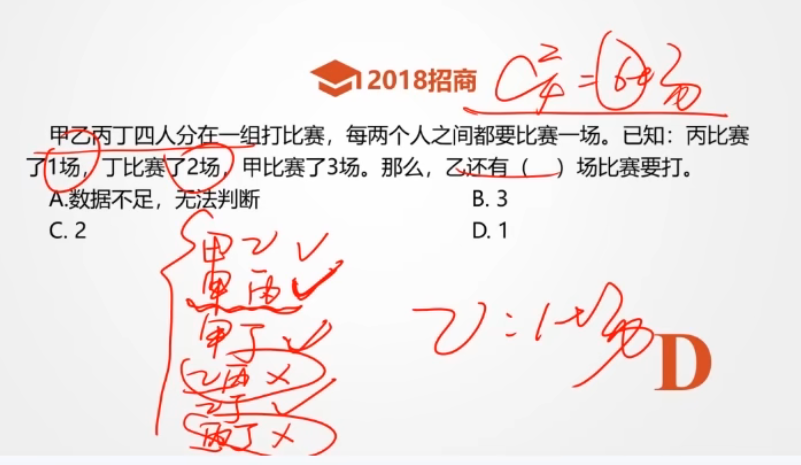 2018招商
C²₄=6场
甲乙丙丁四人分在一组打比赛，每两个人之间都要比赛一场。已知：丙比赛
了1场，丁比赛了2场，甲比赛了3场。那么，乙还有（ ）场比赛要打。
A.数据不足，无法判断
B. 3
C. 2
D. 1
甲乙✓
甲丙✓
甲丁✓
乙丙×
乙丁✓
丙丁×
乙：1场
D